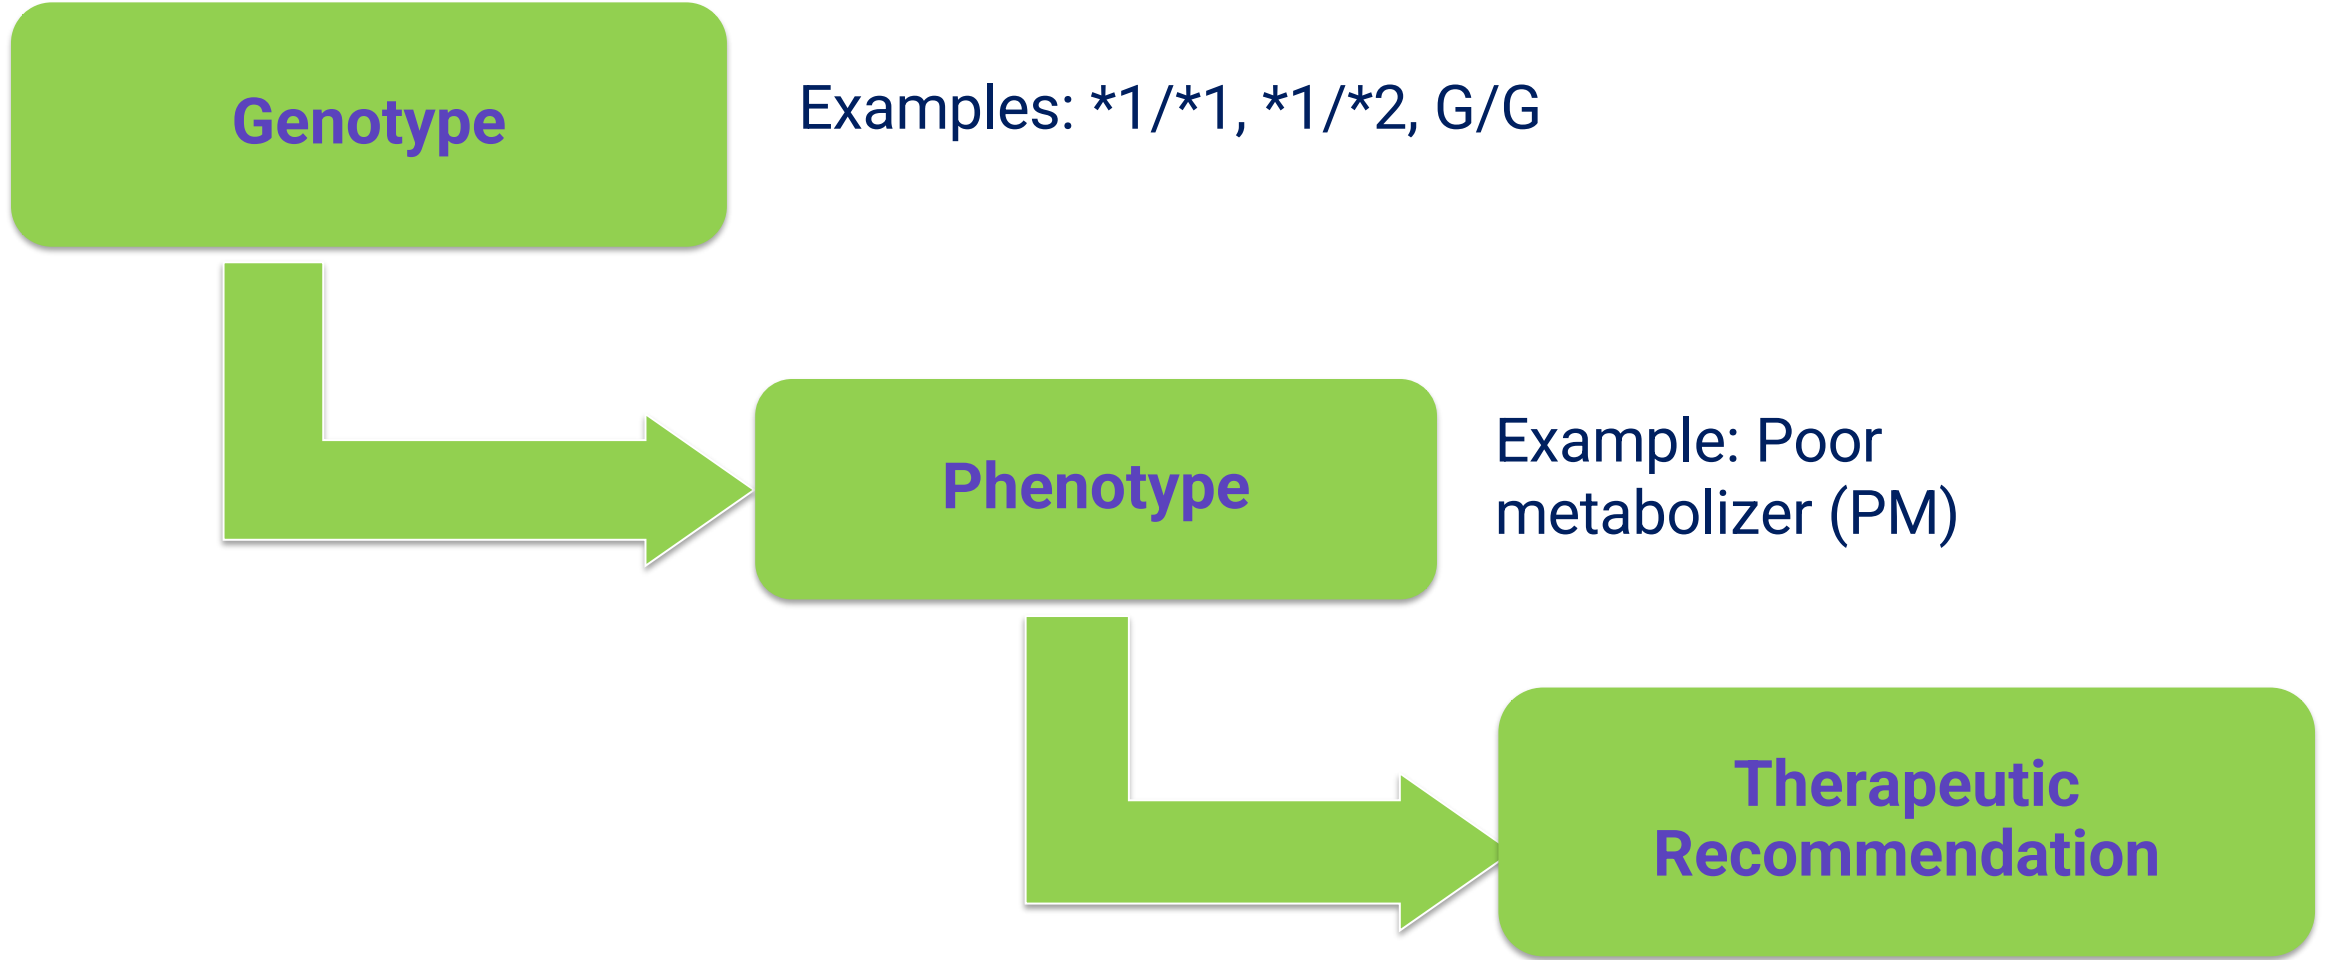 Genotype
Examples: *1/*1, *1/*2, G/G
Phenotype
Example: Poor
metabolizer (PM)
Therapeutic
Recommendation